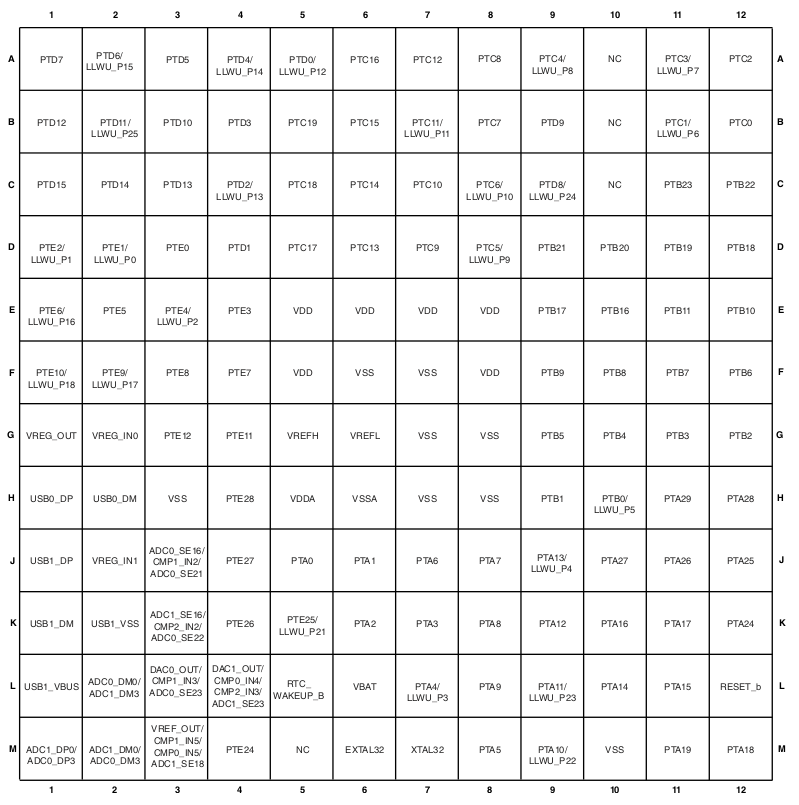 1 2 3 4 5 6 7 8 9 10 11 12
A PTD7 PTD6/ LLWU_P15 PTD5 PTD4/ LLWU_P14 PTD0/ LLWU_P12 PTC16 PTC12 PTC8 PTC4/ LLWU_P8 NC PTC3/ LLWU_P7 PTC2 A
B PTD12 PTD11/ LLWU_P25 PTD10 PTD3 PTC19 PTC15 PTC11/ LLWU_P11 PTC7 PTD9 NC PTC1/ LLWU_P6 PTC0 B
C PTD15 PTD14 PTD13 PTD2/ LLWU_P13 PTC18 PTC14 PTC10 PTC6/ LLWU_P10 PTD8/ LLWU_P24 NC PTB23 PTB22 C
D PTE2/ LLWU_P1 PTE1/ LLWU_P0 PTE0 PTD1 PTC17 PTC13 PTC9 PTC5/ LLWU_P9 PTB21 PTB20 PTB19 PTB18 D
E PTE6/ LLWU_P16 PTE5 PTE4/ LLWU_P2 PTE3 VDD VDD VDD VDD PTB17 PTB16 PTB11 PTB10 E
F PTE10/ LLWU_P18 PTE9/ LLWU_P17 PTE8 PTE7 VDD VSS VSS VDD PTB9 PTB8 PTB7 PTB6 F
G VREG_OUT VREG_IN0 PTE12 PTE11 VREFH VREFL VSS VSS PTB5 PTB4 PTB3 PTB2 G
H USB0_DP USB0_DM VSS PTE28 VDDA VSSA VSS VSS PTB1 PTB0/ LLWU_P5 PTA29 PTA28 H
J USB1_DP VREG_IN1 ADC0_SE16/ CMP1_IN2/ ADC0_SE21 PTE27 PTA0 PTA1 PTA6 PTA7 PTA13/ LLWU_P4 PTA27 PTA26 PTA25 J
K USB1_DM USB1_VSS ADC1_SE16/ CMP2_IN2/ ADC0_SE22 PTE26 PTE25/ LLWU_P21 PTA2 PTA3 PTA8 PTA12 PTA16 PTA17 PTA24 K
L USB1_VBUS ADC0_DM0/ ADC1_DM3 DAC0_OUT/ CMP1_IN3/ ADC0_SE23 DAC1_OUT/ CMP0_IN4/ CMP2_IN3/ ADC1_SE23 RTC_ WAKEUP_B VBAT PTA4/ LLWU_P3 PTA9 PTA11/ LLWU_P23 PTA14 PTA15 RESET_b L
M ADC1_DP0/ ADC0_DP3 ADC1_DM0/ ADC0_DM3 VREF_OUT/ CMP1_IN5/ CMP0_IN5/ ADC1_SE18 PTE24 NC EXTAL32 XTAL32 PTA5 PTA10/ LLWU_P22 VSS PTA19 PTA18 M
1 2 3 4 5 6 7 8 9 10 11 12